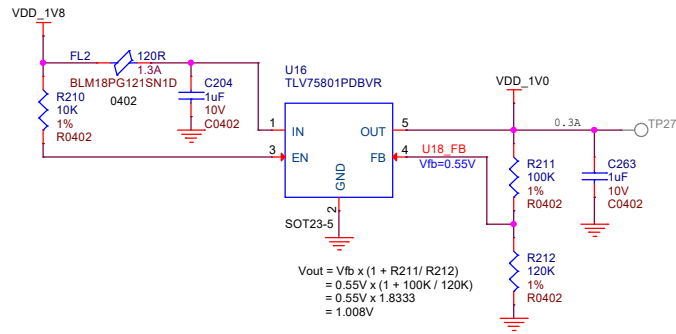 VDD_1V8
FL2
120R
1.3A
BLM18PG121SN1D
0402
R210
10K
1%
R0402
C204
1uF
10V
C0402
U16
TLV75801PDBVR
1
IN
3
EN
GND
2
SOT23-5
OUT
5
FB
4
U18_FB
Vfb=0.55V
VDD_1V0
0.3A
TP27
R211
100K
1%
R0402
C263
1uF
10V
C0402
R212
120K
1%
R0402
Vout = Vfb x (1 + R211/ R212)
= 0.55V x (1 + 100K / 120K)
= 0.55V x 1.8333
= 1.008V